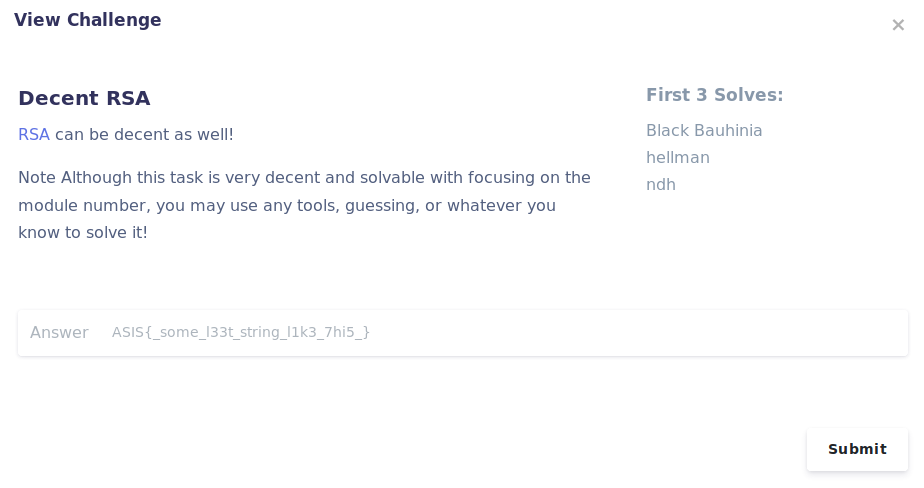 View Challenge
×
Decent RSA
RSA can be decent as well!
Note Although this task is very decent and solvable with focusing on the
module number, you may use any tools, guessing, or whatever you
know to solve it!
First 3 Solves:
Black Bauhinia
hellman
ndh
Answer ASIS{_some_l33t_string_l1k3_7hi5_}
Submit